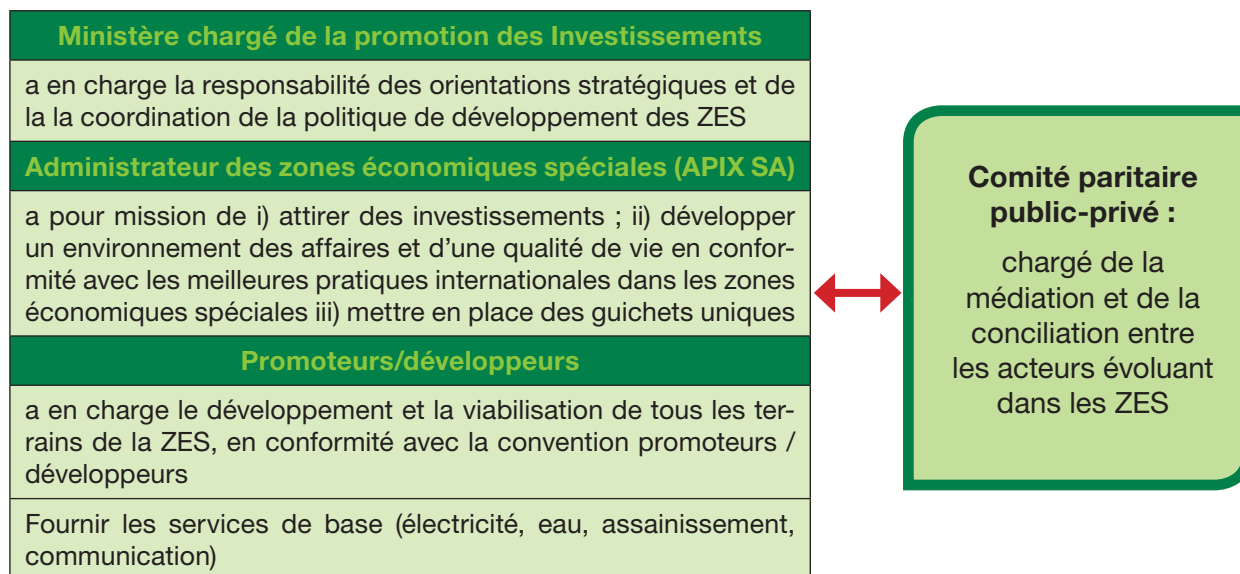 Ministère chargé de la promotion des Investissements
a en charge la responsabilité des orientations stratégiques et de
la la coordination de la politique de développement des ZES
Administrateur des zones économiques spéciales (APIX SA)
a pour mission de i) attirer des investissements ; ii) développer
un environnement des affaires et d’une qualité de vie en confor-
mité avec les meilleures pratiques internationales dans les zones
économiques spéciales iii) mettre en place des guichets uniques
Promoteurs/développeurs
a en charge le développement et la viabilisation de tous les ter-
rains de la ZES, en conformité avec la convention promoteurs /
développeurs
Fournir les services de base (électricité, eau, assainissement,
communication)
Comité paritaire
public-privé :
chargé de la
médiation et de la
conciliation entre
les acteurs évoluant
dans les ZES